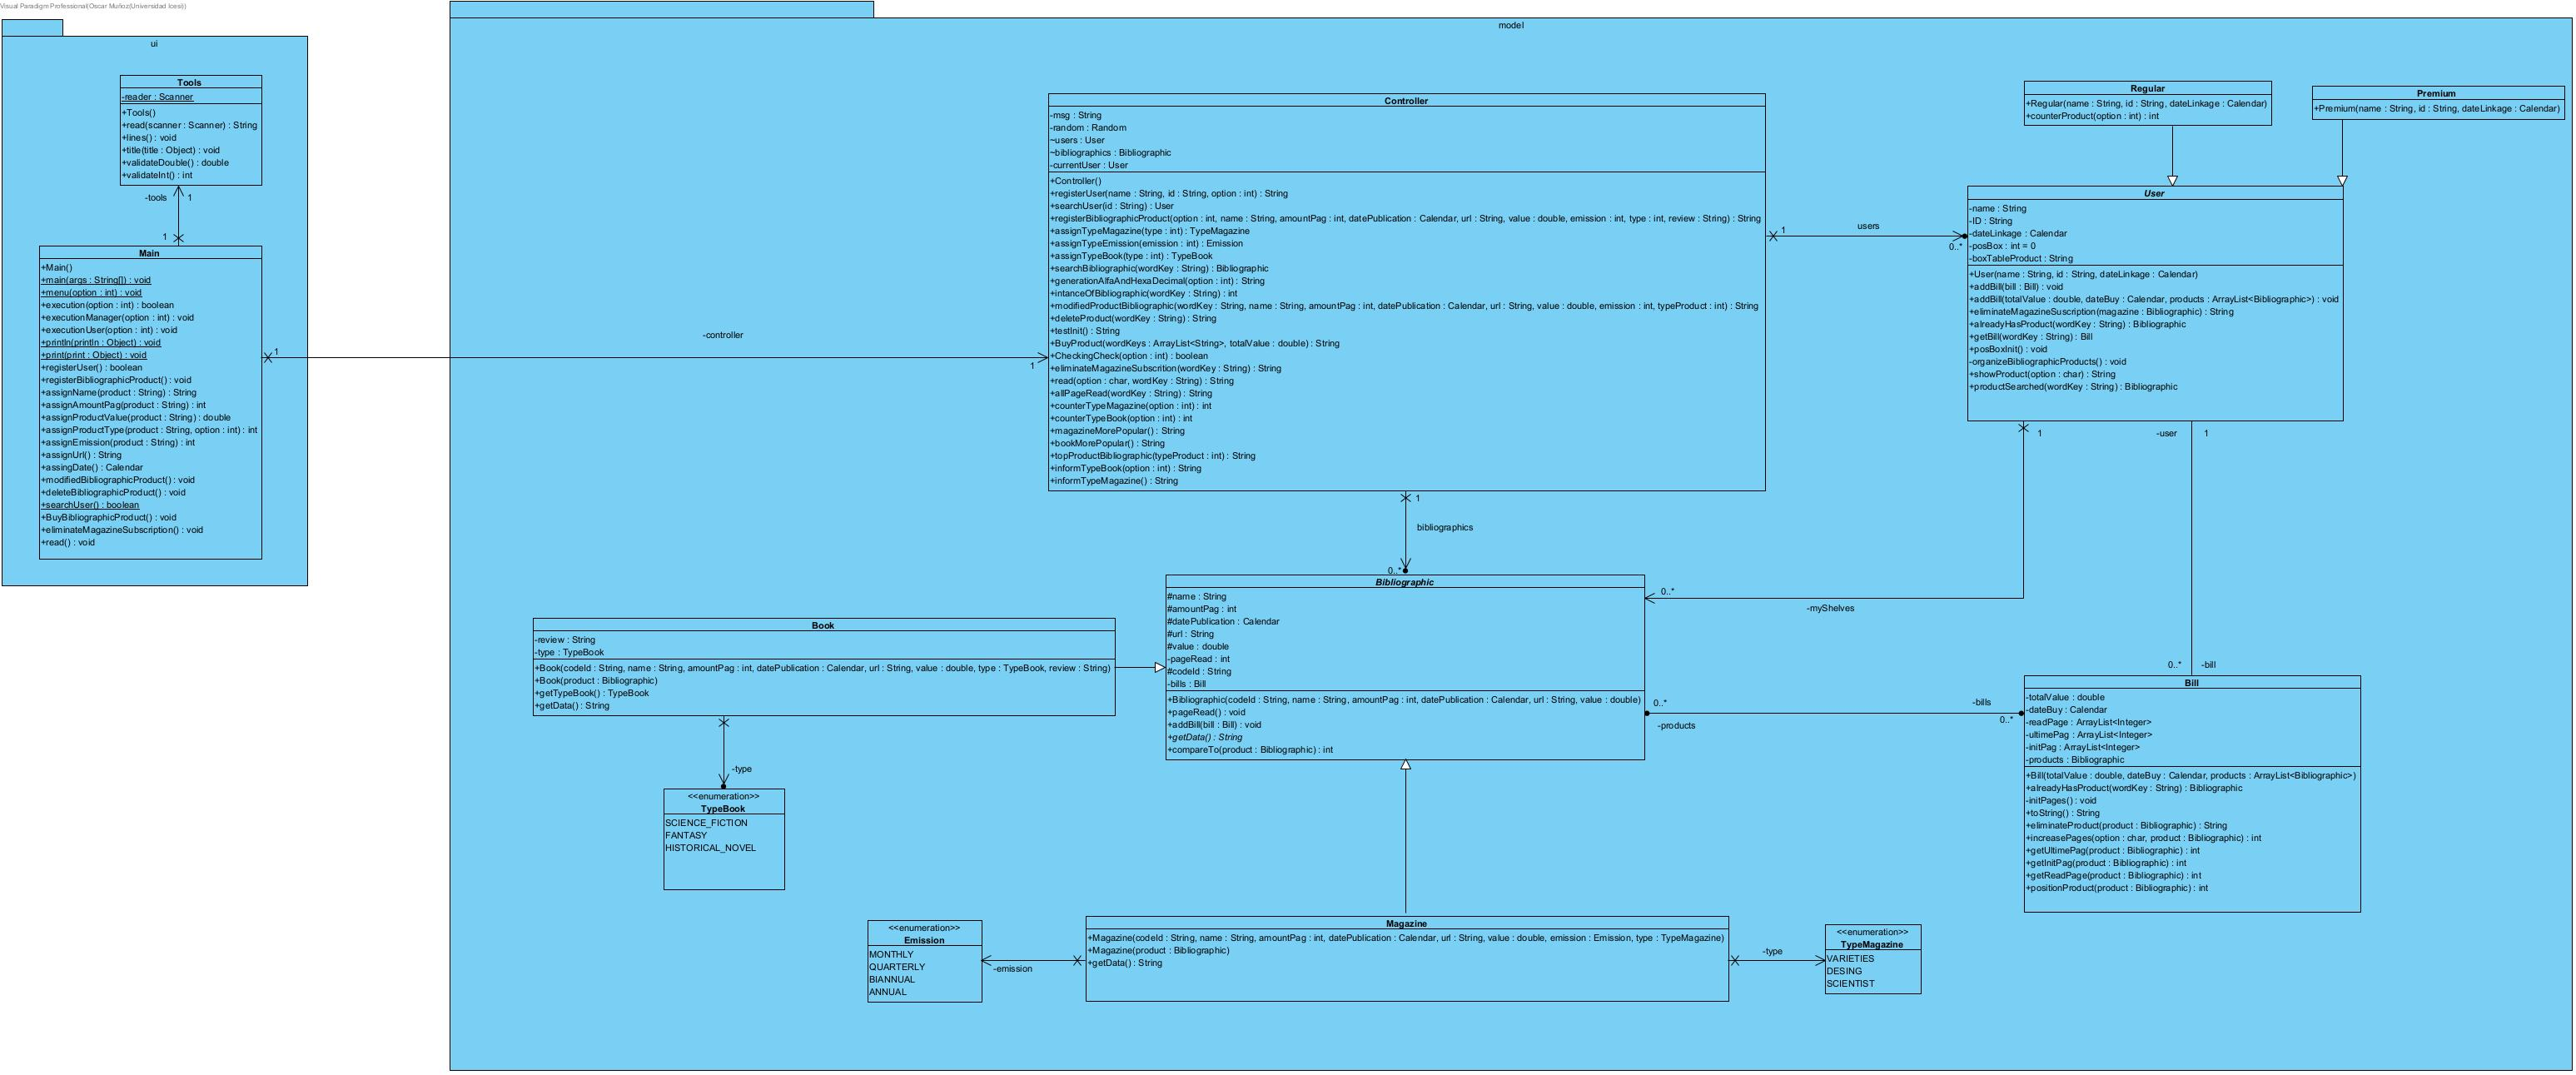 Visual Paradigm Professional(Oscar Muñoz(Universidad Icesi))
ui
Tools
-reader : Scanner
+Tools()
+read(scanner : Scanner) : String
+lines() : void
+title(title : Object) : void
+validateDouble() : double
+validateInt() : int
-tools
1
1
Main
+Main()
+main(args : String[]) : void
+menu(option : int) : void
+execution(option : int) : boolean
+executionManager(option : int) : void
+executionUser(option : int) : void
+println(println : Object) : void
+print(print : Object) : void
+registerUser() : boolean
+registerBibliographicProduct() : void
+assignName(product : String) : String
+assignAmountPag(product : String) : int
+assignProductValue(product : String) : double
+assignProductType(product : String, option : int) : int
+assignEmission(product : String) : int
+assignUrl() : String
+assingDate() : Calendar
+modifiedBibliographicProduct() : void
+deleteBibliographicProduct() : void
+searchUser() : boolean
+BuyBibliographicProduct() : void
+eliminateMagazineSubscription() : void
+read() : void
1
-controller
1
model
Controller
-msg : String
-random : Random
~users : User
~bibliographics : Bibliographic
-currentUser : User
+Controller()
+registerUser(name : String, id : String, option : int) : String
+searchUser(id : String) : User
+registerBibliographicProduct(option : int, name : String, amountPag : int, datePublication : Calendar, url : String, value : double, emission : int, type : int, review : String) : String
+assignTypeMagazine(type : int) : TypeMagazine
+assignTypeEmission(emission : int) : Emission
+assignTypeBook(type : int) : TypeBook
+searchBibliographic(wordKey : String) : Bibliographic
+generationAlfaAndHexaDecimal(option : int) : String
+intanceOfBibliographic(wordKey : String) : int
+modifiedProductBibliographic(wordKey : String, name : String, amountPag : int, datePublication : Calendar, url : String, value : double, emission : int, typeProduct : int) : String
+deleteProduct(wordKey : String) : String
+testInit() : String
+BuyProduct(wordKeys : ArrayList<String>, totalValue : double) : String
+CheckingCheck(option : int) : boolean
+eliminateMagazineSubscrition(wordKey : String) : String
+read(option : char, wordKey : String) : String
+allPageRead(wordKey : String) : String
+counterTypeMagazine(option : int) : int
+counterTypeBook(option : int) : int
+magazineMorePopular() : String
+bookMorePopular() : String
+topProductBibliographic(typeProduct : int) : String
+informTypeBook(option : int) : String
+informTypeMagazine() : String
1
users
0..*
Regular
+Regular(name : String, id : String, dateLinkage : Calendar)
+counterProduct(option : int) : int
Premium
+Premium(name : String, id : String, dateLinkage : Calendar)
User
-name : String
-ID : String
-dateLinkage : Calendar
-posBox : int = 0
-boxTableProduct : String
+User(name : String, id : String, dateLinkage : Calendar)
+addBill(bill : Bill) : void
+addBill(totalValue : double, dateBuy : Calendar, products : ArrayList<Bibliographic>) : void
+eliminateMagazineSuscription(magazine : Bibliographic) : String
+alreadyHasProduct(wordKey : String) : Bibliographic
+getBill(wordKey : String) : Bill
+posBoxInit() : void
-organizeBibliographicProducts() : void
+showProduct(option : char) : String
+productSearched(wordKey : String) : Bibliographic
1
-user
1
1
bibliographics
0..*
0..*
-myShelves
Bibliographic
#name : String
#amountPag : int
#datePublication : Calendar
#url : String
#value : double
-pageRead : int
#codeId : String
-bills : Bill
+Bibliographic(codeId : String, name : String, amountPag : int, datePublication : Calendar, url : String, value : double)
+pageRead() : void
+addBill(bill : Bill) : void
+getData() : String
+compareTo(product : Bibliographic) : int
Book
-review : String
-type : TypeBook
+Book(codeId : String, name : String, amountPag : int, datePublication : Calendar, url : String, value : double, type : TypeBook, review : String)
+Book(product : Bibliographic)
+getTypeBook() : TypeBook
+getData() : String
-type
<<enumeration>>
TypeBook
SCIENCE_FICTION
FANTASY
HISTORICAL_NOVEL
0..*
-bill
0..*
-products
-bills
0..*
Bill
-totalValue : double
-dateBuy : Calendar
-readPage : ArrayList<Integer>
-ultimePag : ArrayList<Integer>
-initPag : ArrayList<Integer>
-products : Bibliographic
+Bill(totalValue : double, dateBuy : Calendar, products : ArrayList<Bibliographic>)
+alreadyHasProduct(wordKey : String) : Bibliographic
-initPages() : void
+toString() : String
+eliminateProduct(product : Bibliographic) : String
+increasePages(option : char, product : Bibliographic) : int
+getUltimePag(product : Bibliographic) : int
+getInitPag(product : Bibliographic) : int
+getReadPage(product : Bibliographic) : int
+positionProduct(product : Bibliographic) : int
<<enumeration>>
Emission
MONTHLY
QUARTERLY
BIANNUAL
ANNUAL
-emission
Magazine
+Magazine(codeId : String, name : String, amountPag : int, datePublication : Calendar, url : String, value : double, emission : Emission, type : TypeMagazine)
+Magazine(product : Bibliographic)
+getData() : String
-type
<<enumeration>>
TypeMagazine
VARIETIES
DESING
SCIENTIST